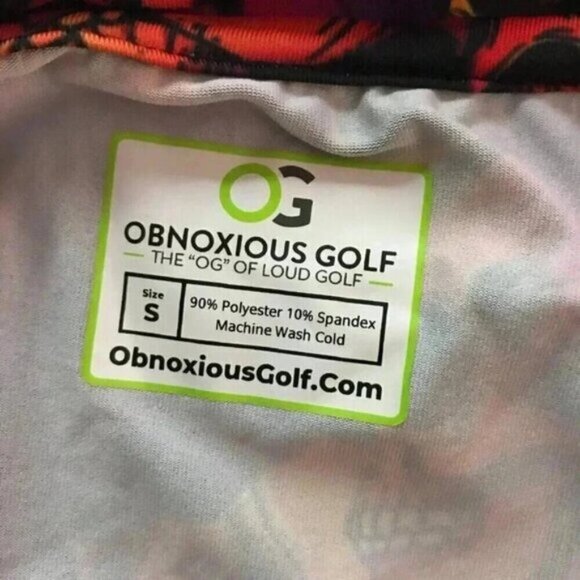 OG
OBNOXIOUS GOLF
THE "OG" OF LOUD GOLF
Size
S
90% Polyester 10% Spandex
Machine Wash Cold
ObnoxiousGolf.Com